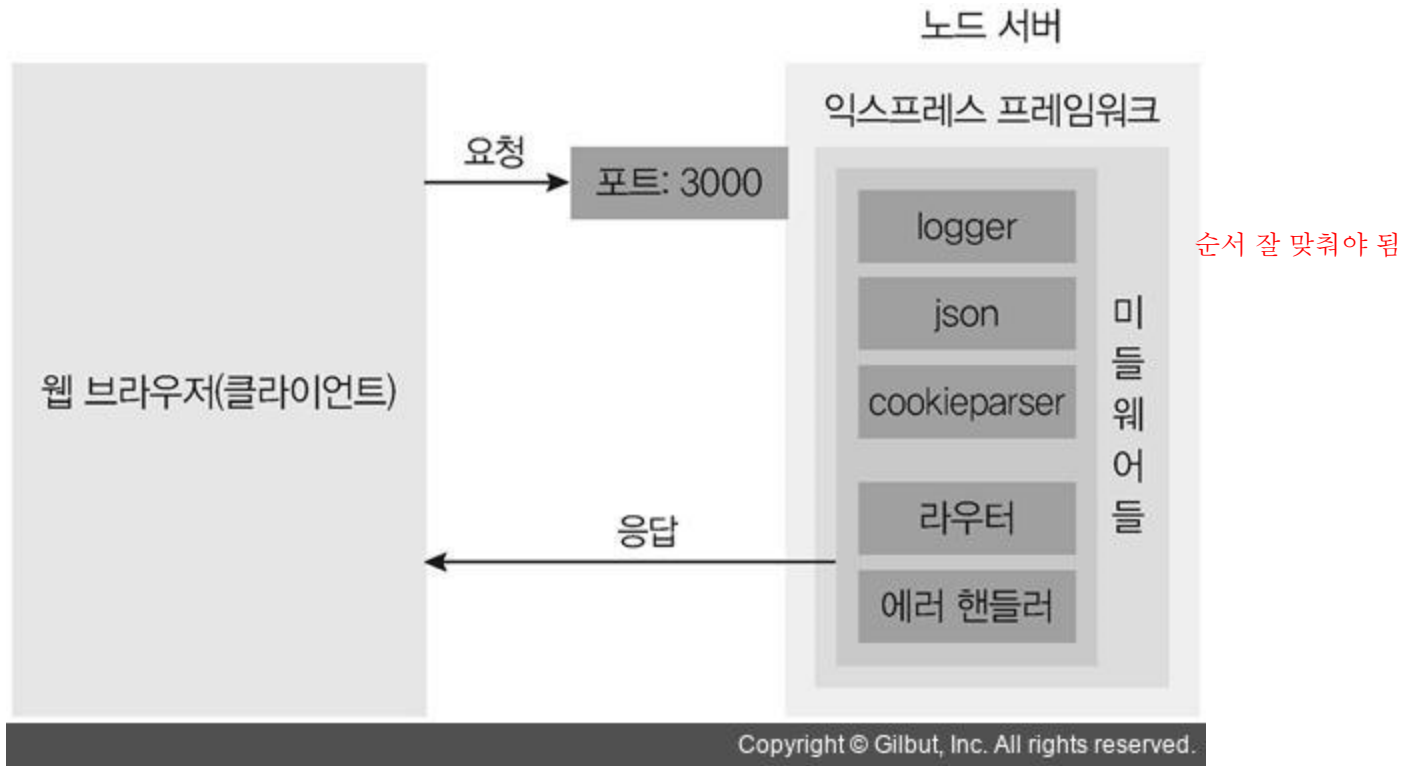 노드 서버
익스프레스 프레임워크
요청
포트: 3000
logger
순서 잘 맞춰야 됨
json
cookieparser
미들웨어들
웹 브라우저(클라이언트)
라우터
응답
에러 핸들러
Copyright © Gilbut, Inc. All rights reserved.